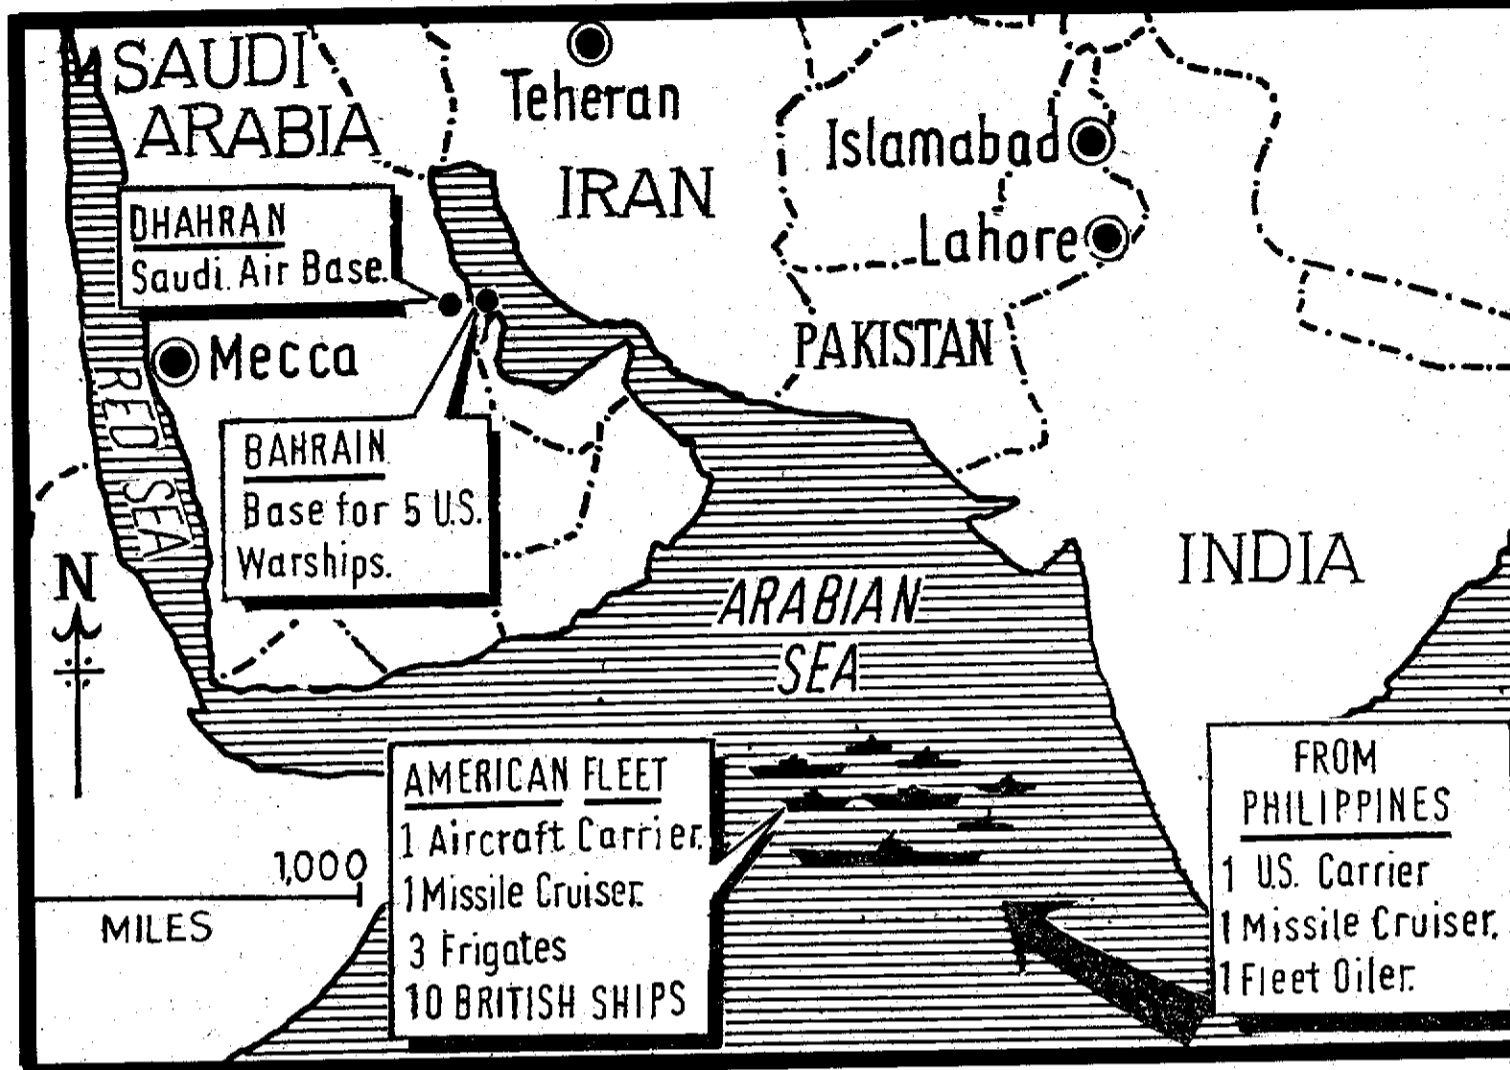 SAUDI
ARABIA
Teheran
IRAN
Islamabad
Lahore
PAKISTAN
DHAHRAN
Saudi. Air Base.
Mecca
RED SEA
BAHRAIN
Base for 5 U.S.
Warships.
N
ARABIAN
SEA
INDIA
AMERICAN FLEET
1 Aircraft Carrier.
1 Missile Cruiser.
3 Frigates
10 BRITISH SHIPS
1,000
MILES
FROM
PHILIPPINES
1 U.S. Carrier
1 Missile Cruiser.
1 Fleet Oiler.